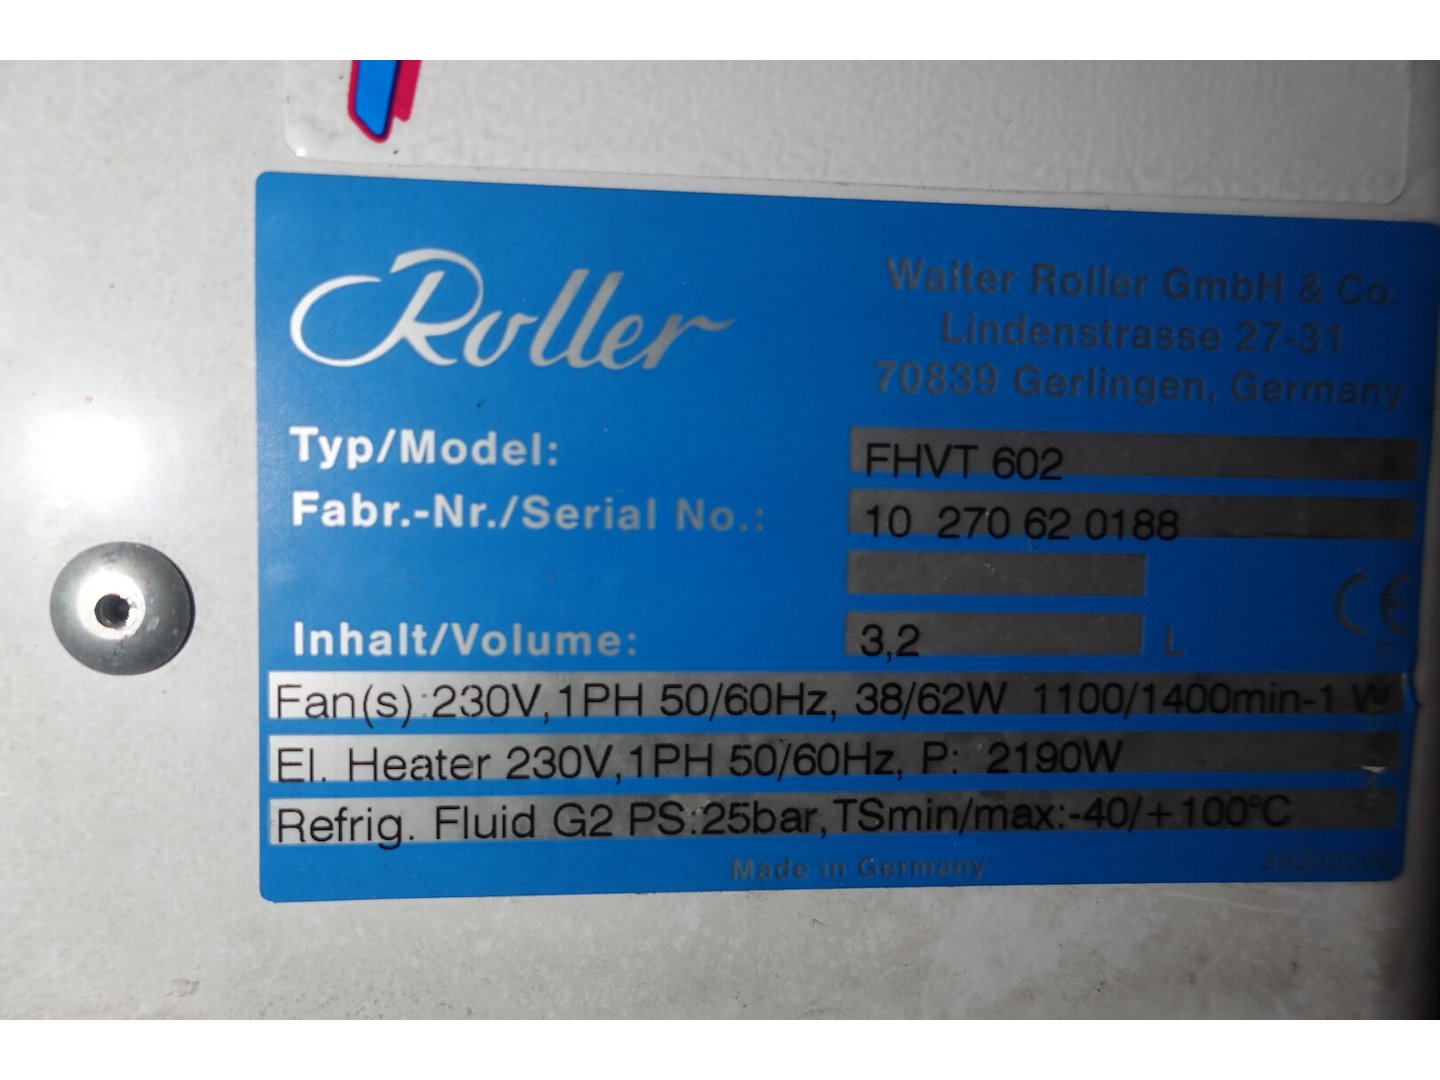 Roller
Walter Roller GmbH & Co.
Lindenstrasse 27-31
70839 Gerlingen, Germany
Typ/Model: FHVT 602
Fabr.-Nr./Serial No.: 10 270 62 0188
CE
Inhalt/Volume: 3,2 L
Fan(s) :230V,1PH 50/60Hz, 38/62W 1100/1400min-1 W
El. Heater 230V,1PH 50/60Hz, P: 2190W
Refrig. Fluid G2 PS:25bar,TSmin/max:-40/+100°C
Made in Germany